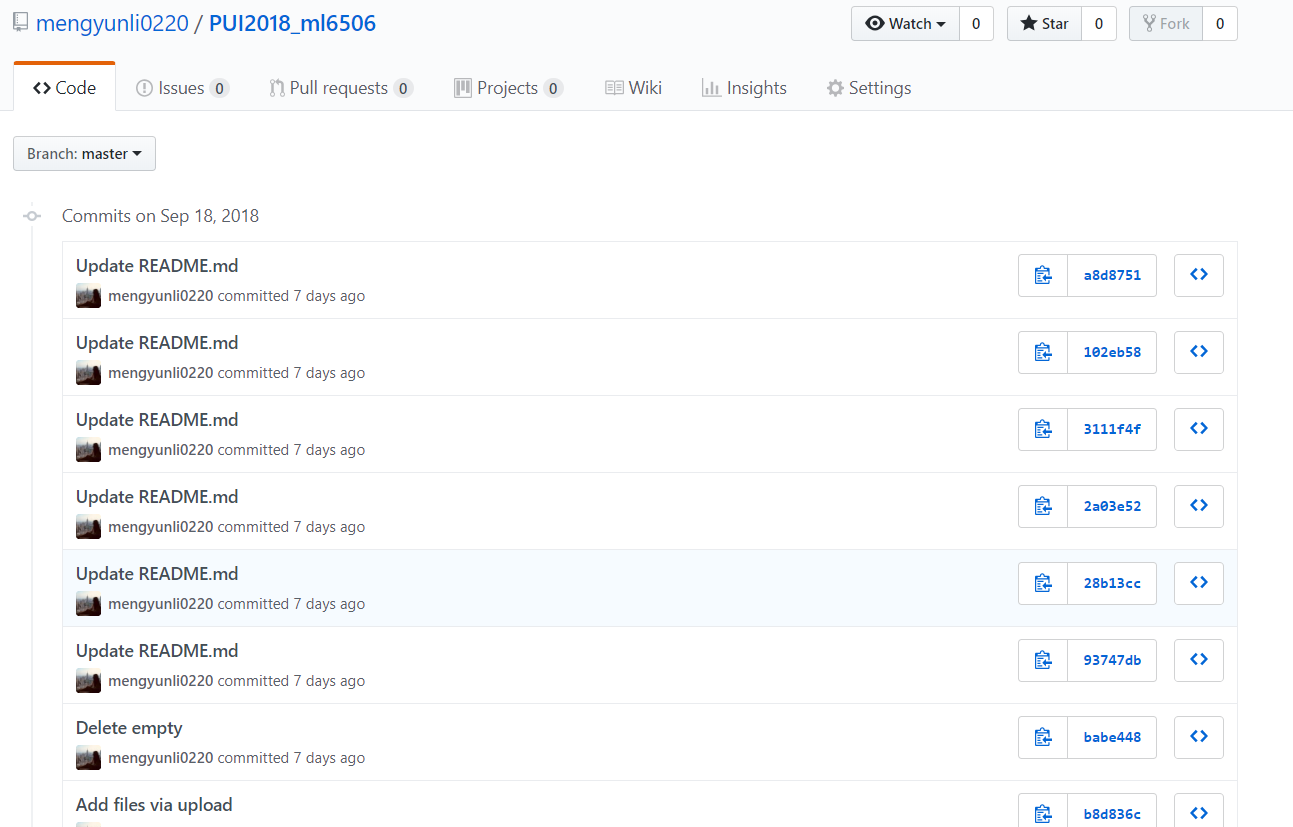 mengyunli0220 / PUI2018_ml6506
Watch 0 Star 0 Fork 0
Code Issues 0 Pull requests 0 Projects 0 Wiki Insights Settings
Branch: master
Commits on Sep 18, 2018
Update README.md
mengyunli0220 committed 7 days ago
a8d8751
Update README.md
mengyunli0220 committed 7 days ago
102eb58
Update README.md
mengyunli0220 committed 7 days ago
3111f4f
Update README.md
mengyunli0220 committed 7 days ago
2a03e52
Update README.md
mengyunli0220 committed 7 days ago
28b13cc
Update README.md
mengyunli0220 committed 7 days ago
93747db
Delete empty
mengyunli0220 committed 7 days ago
babe448
Add files via upload
b8d836c